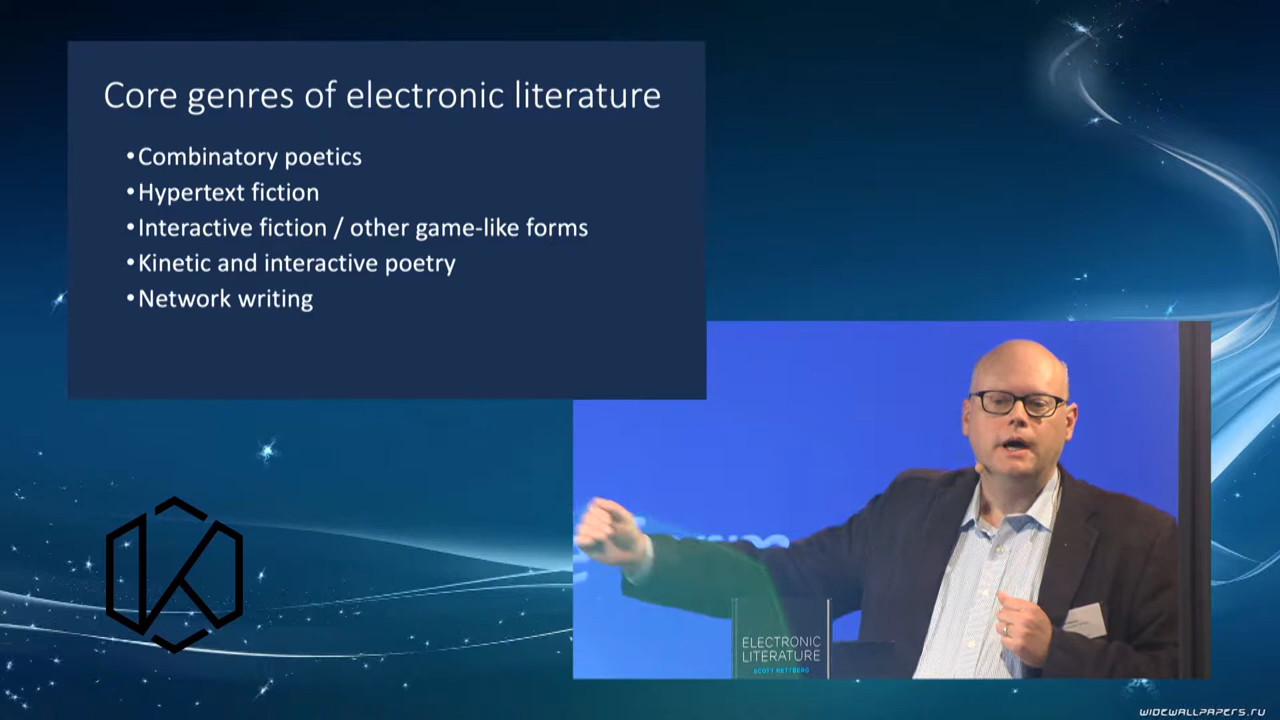 Core genres of electronic literature
•Combinatory poetics
•Hypertext fiction
•Interactive fiction / other game-like forms
•Kinetic and interactive poetry
•Network writing
ELECTRONIC
LITERATURE
SCOTT RETTBERG
WIDEWALLPAPERS.RU